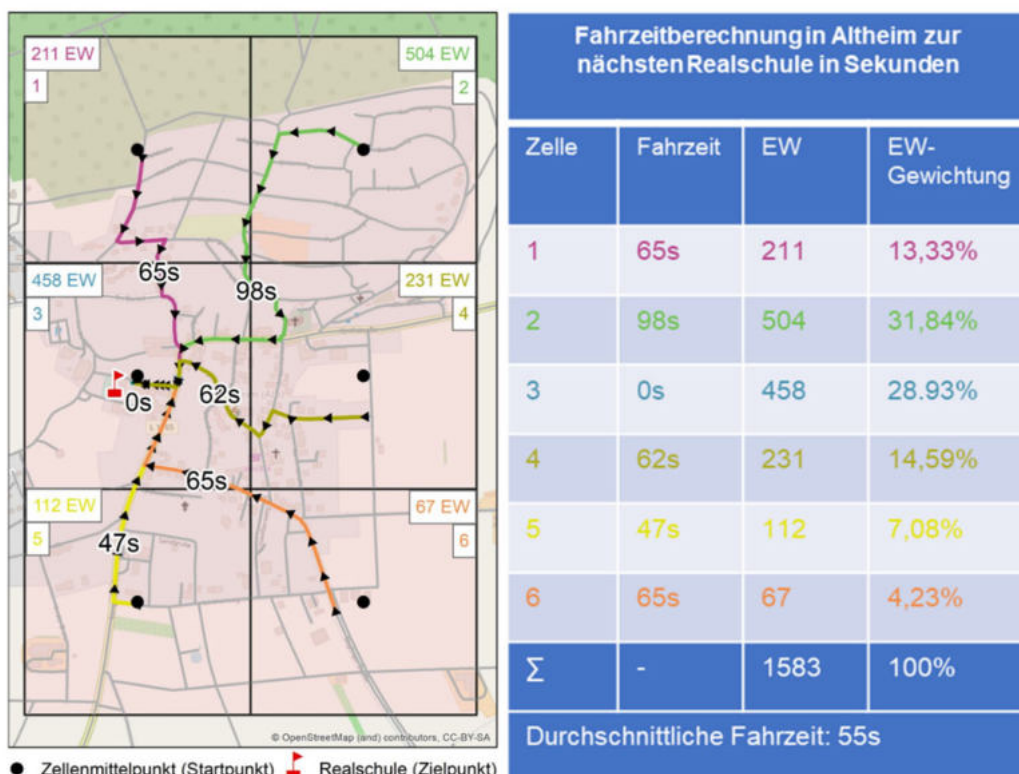 211 EW
1
504 EW
2
65s
98s
458 EW
3
231 EW
4
0s
62s
65s
112 EW
5
67 EW
6
47s
© OpenStreetMap (and) contributors, CC-BY-SA
Zellenmittelpunkt (Startpunkt) Realschule (Zielpunkt)
Fahrzeitberechnung in Altheim zur
nächsten Realschule in Sekunden
Zelle Fahrzeit EW EW-
Gewichtung
1 65s 211 13,33%
2 98s 504 31,84%
3 0s 458 28.93%
4 62s 231 14,59%
5 47s 112 7,08%
6 65s 67 4,23%
Σ - 1583 100%
Durchschnittliche Fahrzeit: 55s